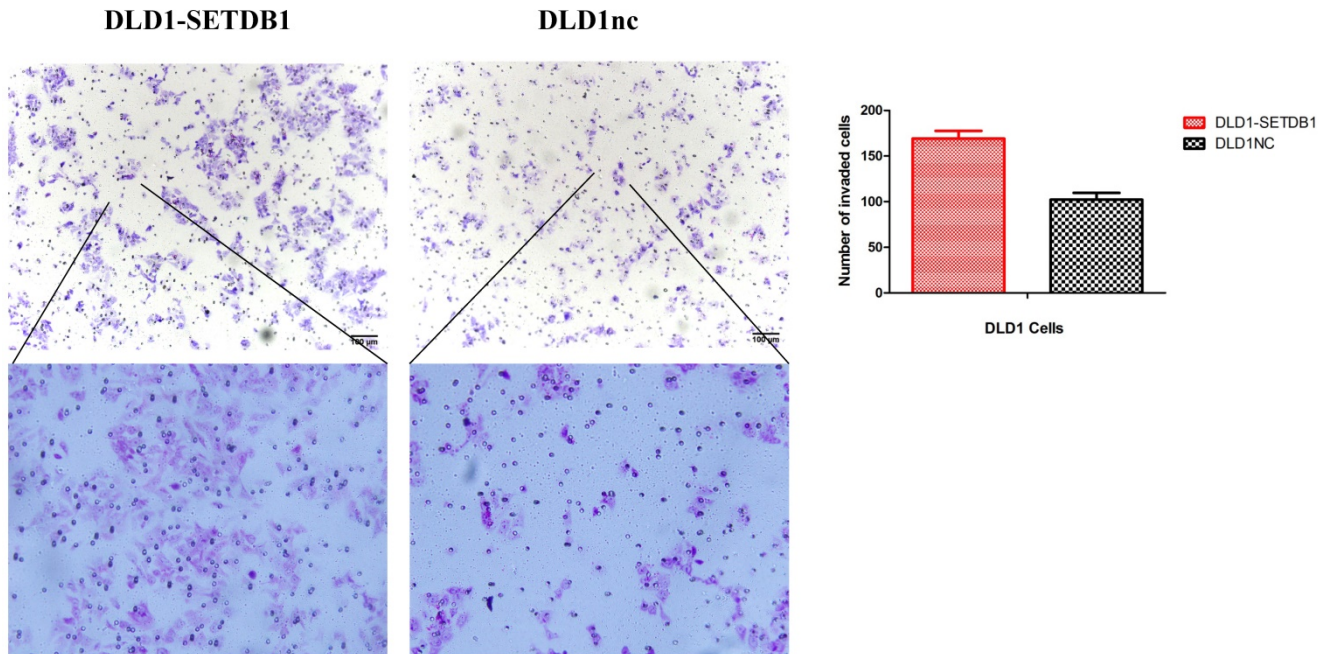 DLD1-SETDB1
DLD1nc
100 µm
100 µm
200
150
100
50
0
Number of invaded cells
DLD1 Cells
DLD1-SETDB1
DLD1NC